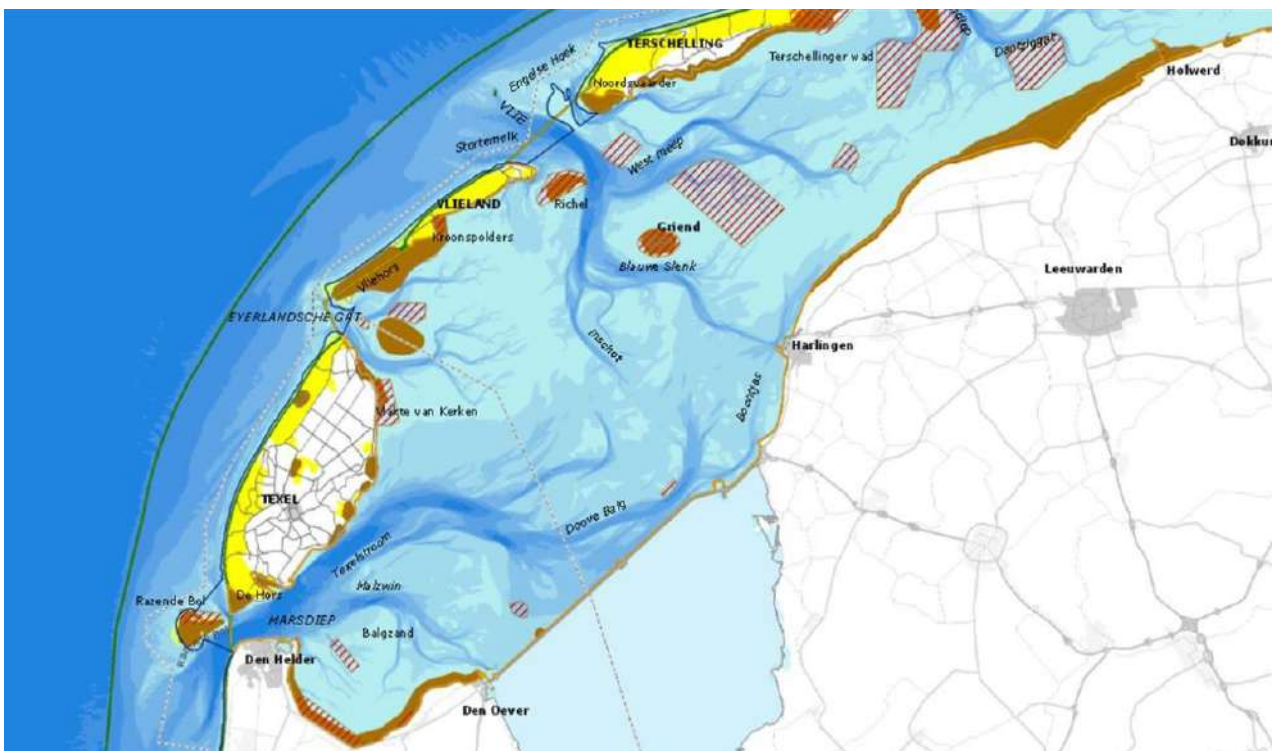 TERSCHELLING
Engelse Hoek
Terschellinger wad
Dantziggat
Holwerd
Noordsvaarder
VLIE
Stortemelk
West meep
VLIELAND
Richel
Griend
Kroonspolders
Blauwe Slenk
Leeuwarden
Vliehors
EYERLANDSCHE GAT
Inschot
Harlingen
Boontjes
Vlakte van Kerken
TEXEL
Doove Balg
Texelstroom
Malzwin
Razende Bol
De Hors
MARSDIEP
Balgzand
Den Helder
Den Oever